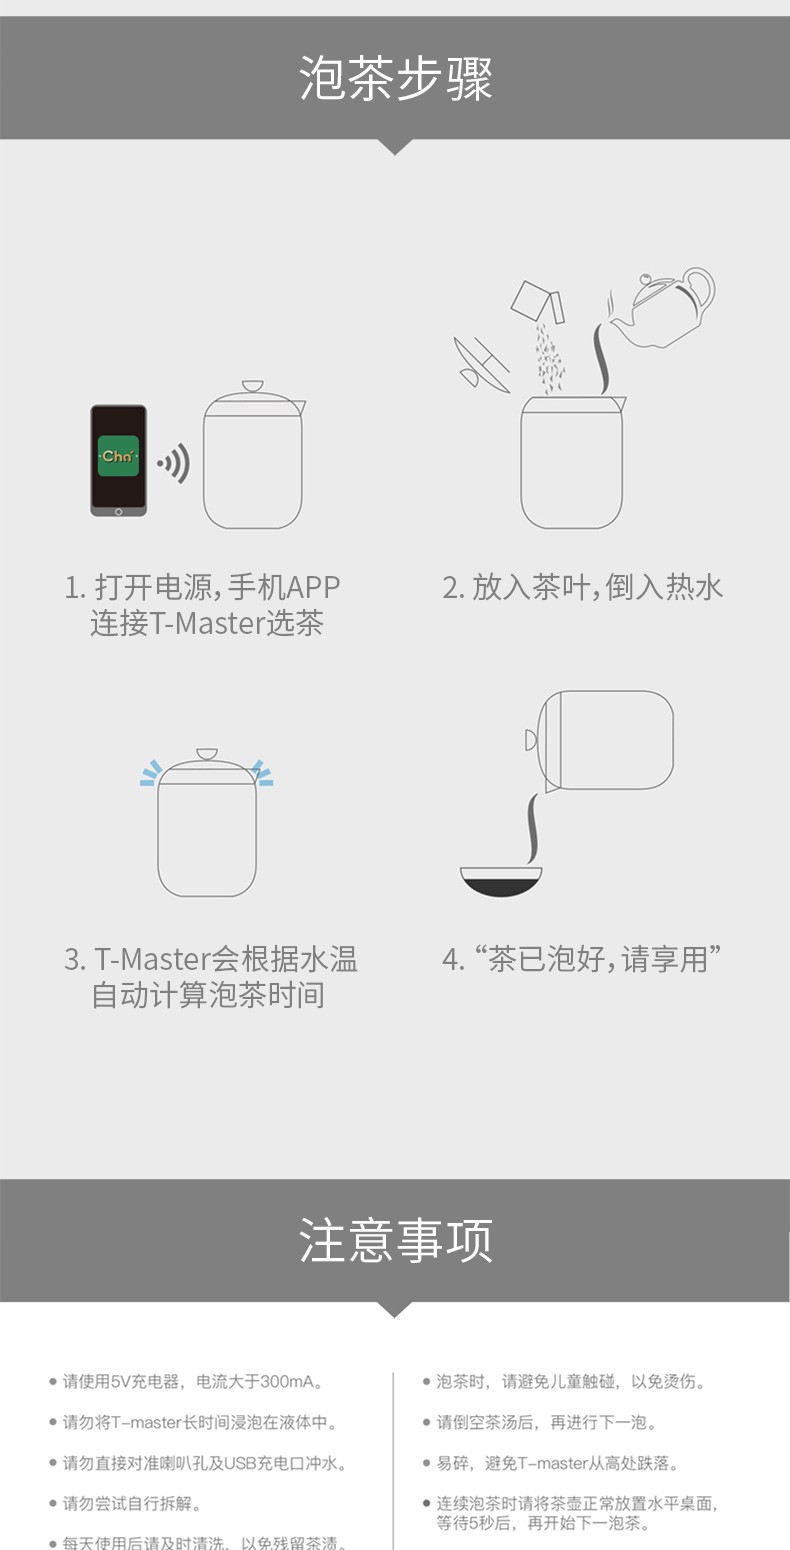 泡茶步骤
·Cha·
1. 打开电源，手机APP
连接T-Master选茶
2. 放入茶叶，倒入热水
3. T-Master会根据水温
自动计算泡茶时间
4. “茶已泡好，请享用”
注意事项
• 请使用5V充电器，电流大于300mA。
• 请勿将T-master长时间浸泡在液体中。
• 请勿直接对准喇叭孔及USB充电口冲水。
• 请勿尝试自行拆解。
• 每天使用后请及时清洗，以免残留茶渍。
• 泡茶时，请避免儿童触碰，以免烫伤。
• 请倒空茶汤后，再进行下一泡。
• 易碎，避免T-master从高处跌落。
• 连续泡茶时请将茶壶正常放置水平桌面，
等待5秒后，再开始下一泡茶。